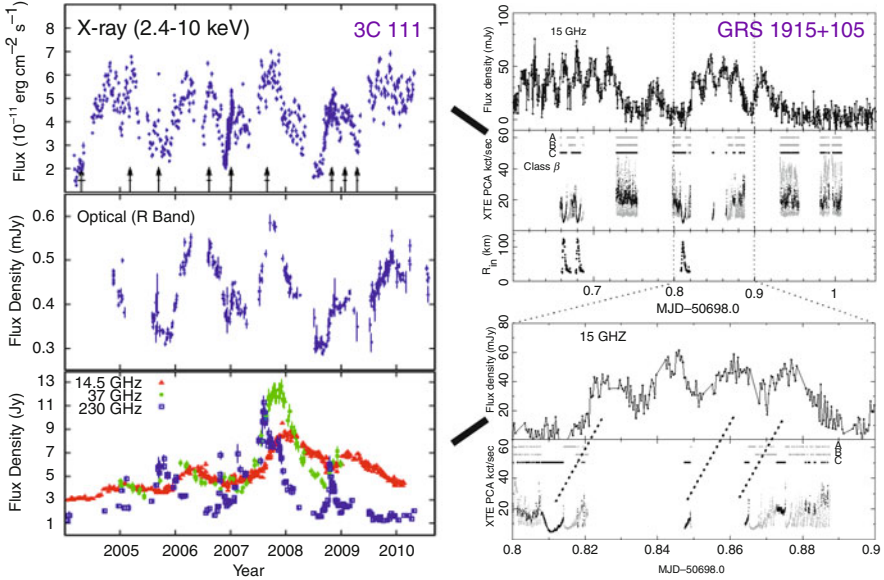 X-ray (2.4-10 keV)
3C 111
Flux (10⁻¹¹ erg cm⁻² s⁻¹)
9
8
7
6
5
4
3
2
Optical (R Band)
Flux Density (mJy)
0.6
0.5
0.4
0.3
14.5 GHz
37 GHz
230 GHz
Flux Density (Jy)
13
11
9
7
5
3
1
2005 2006 2007 2008 2009 2010
Year
15 GHz
GRS 1915+105
Flux density (mJy)
100
50
0
XTE PCA kct/sec
60
40
20
A
B
C
Class β
R_in (km)
100
0
0.7 0.8 0.9 1
MJD–50698.0
15 GHZ
Flux density (mJy)
80
60
40
20
XTE PCA kct/sec
60
40
20
A
B
C
0.8 0.82 0.84 0.86 0.88 0.9
MJD–50698.0